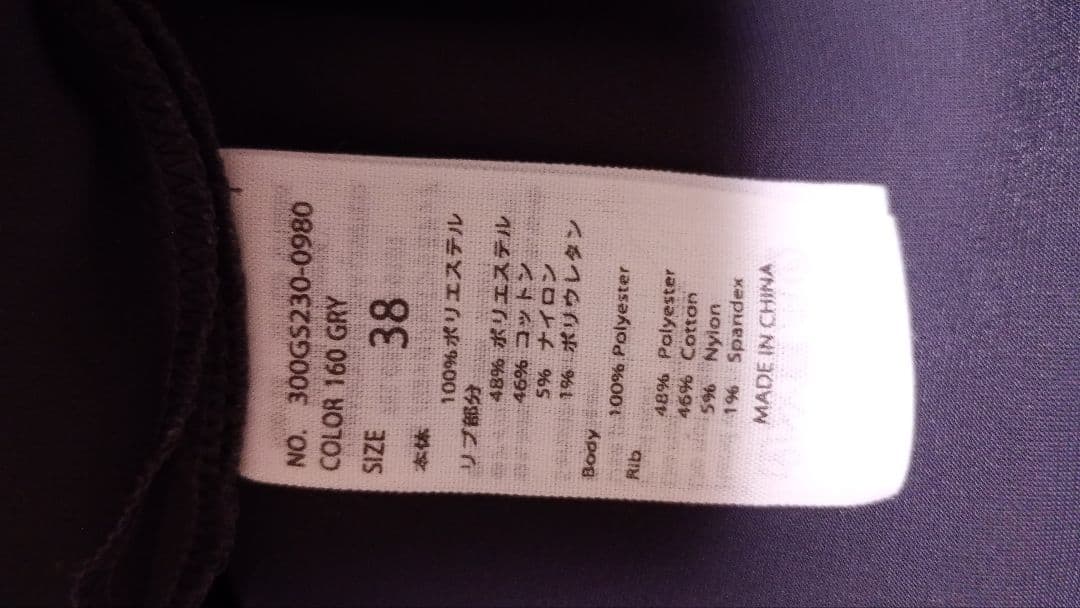 NO. 300GS230-0980
COLOR 160 GRY
SIZE 38
本体
100%ポリエステル
リブ部分
48% ポリエステル
46% コットン
5% ナイロン
1% ポリウレタン
Body
100% Polyester
Rib
48% Polyester
46% Cotton
5% Nylon
1% Spandex
MADE IN CHINA